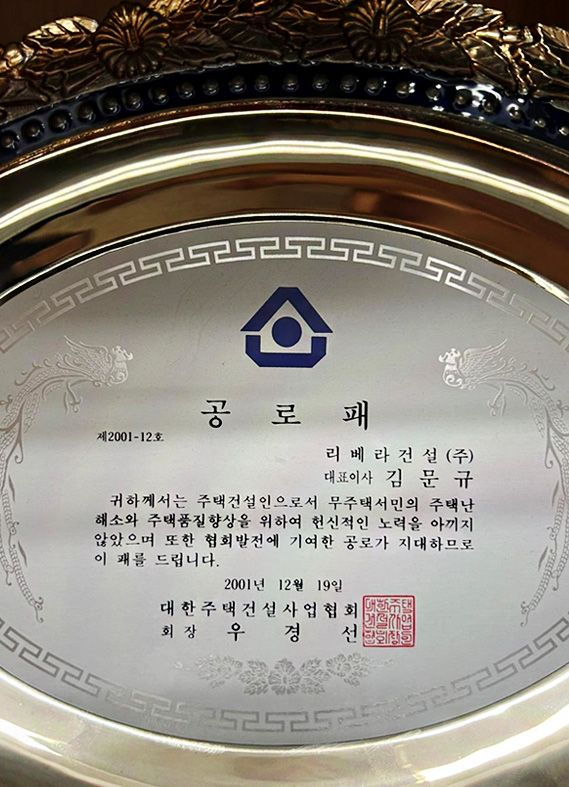 공 로 패
제2001-12호
리베라건설(주)
대표이사 김 문 규
귀하께서는 주택건설인으로서 무주택서민의 주택난
해소와 주택품질향상을 위하여 헌신적인 노력을 아끼지
않았으며 또한 협회발전에 기여한 공로가 지대하므로
이 패를 드립니다.
2001년 12월 19일
대한주택건설사업협회
회장 우 경 선